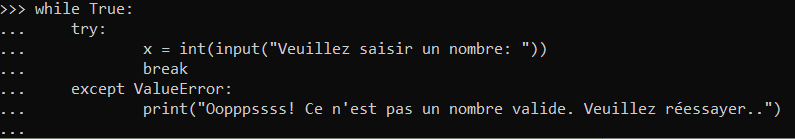 >>> while True:
...     try:
...             x = int(input("Veuillez saisir un nombre: "))
...             break
...     except ValueError:
...             print("Oopppssss! Ce n'est pas un nombre valide. Veuillez réessayer..")
...